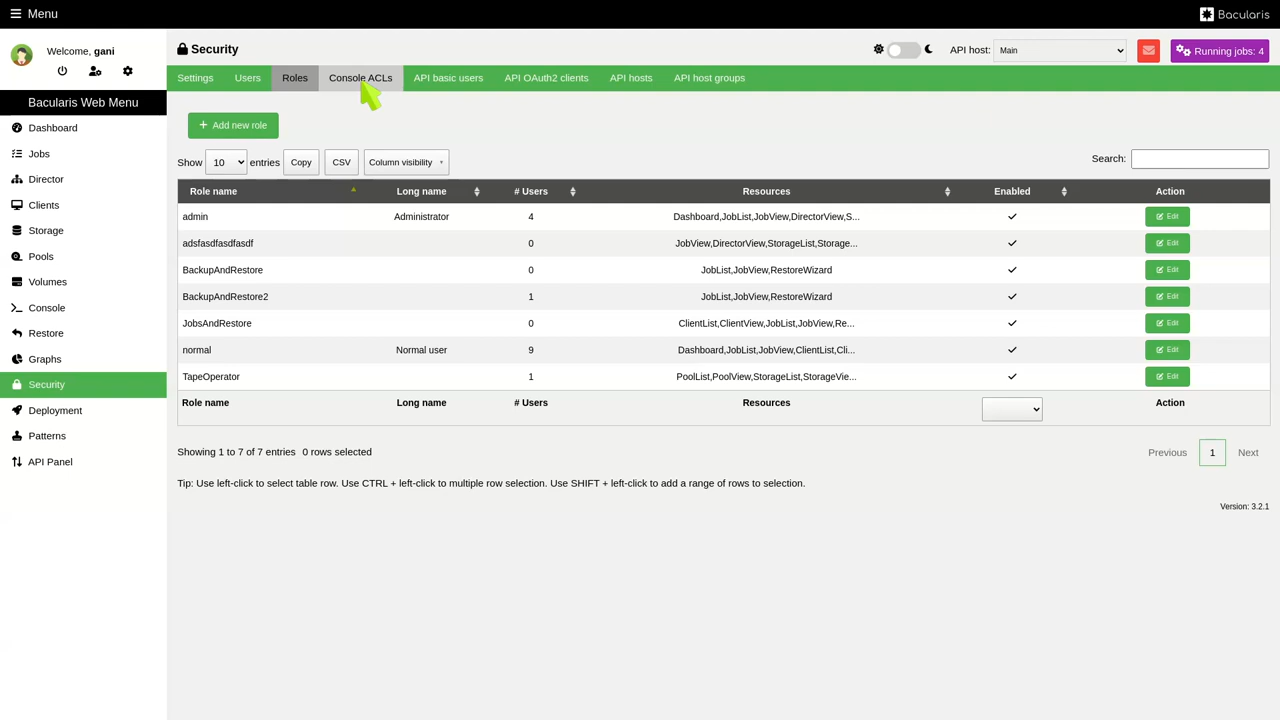 Menu
Bacularis
Welcome, gani
Security
API host:
Main
Running jobs: 4
Settings
Users
Roles
Console ACLs
API basic users
API OAuth2 clients
API hosts
API host groups
Bacularis Web Menu
Dashboard
Jobs
Director
Clients
Storage
Pools
Volumes
Console
Restore
Graphs
Security
Deployment
Patterns
API Panel
+ Add new role
Show 10 entries Copy CSV Column visibility
Search:
Role name Long name # Users Resources Enabled Action
admin Administrator 4 Dashboard,JobList,JobView,DirectorView,S... Edit
adsfasdfasdfasdf 0 JobView,DirectorView,StorageList,Storage... Edit
BackupAndRestore 0 JobList,JobView,RestoreWizard Edit
BackupAndRestore2 1 JobList,JobView,RestoreWizard Edit
JobsAndRestore 0 ClientList,ClientView,JobList,JobView,Re... Edit
normal Normal user 9 Dashboard,JobList,JobView,ClientList,Cli... Edit
TapeOperator 1 PoolList,PoolView,StorageList,StorageVie... Edit
Role name Long name # Users Resources Action
Showing 1 to 7 of 7 entries 0 rows selected
Previous 1 Next
Tip: Use left-click to select table row. Use CTRL + left-click to multiple row selection. Use SHIFT + left-click to add a range of rows to selection.
Version: 3.2.1